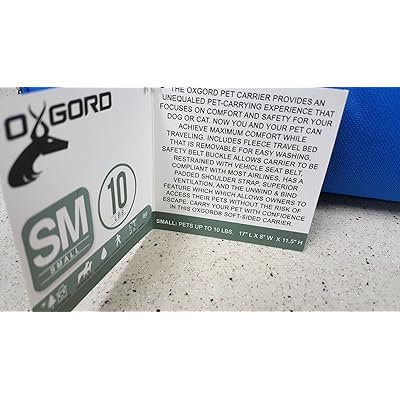 OXGORD
SM
SMALL
10
LBS
THE OXGORD PET CARRIER PROVIDES AN
UNEQUALED PET-CARRYING EXPERIENCE THAT
FOCUSES ON COMFORT AND SAFETY FOR YOUR
DOG OR CAT. NOW YOU AND YOUR PET CAN
ACHIEVE MAXIMUM COMFORT WHILE
TRAVELING. INCLUDES FLEECE TRAVEL BED
THAT IS REMOVABLE FOR EASY WASHING,
SAFETY BELT BUCKLE ALLOWS CARRIER TO BE
RESTRAINED WITH VEHICLE SEAT BELT,
COMPLIANT WITH MOST AIRLINES, HAS A
PADDED SHOULDER STRAP, SUPERIOR
VENTILATION, AND THE UNWIND & BIND
FEATURE WHICH WHICH ALLOWS OWNERS TO
ACCESS THEIR PETS WITHOUT THE RISK OF
ESCAPE. CARRY YOUR PET WITH CONFIDENCE
IN THIS OXGORD® SOFT-SIDED CARRIER.
SMALL: PETS UP TO 10 LBS. 17" L X 8" W X 11.5" H